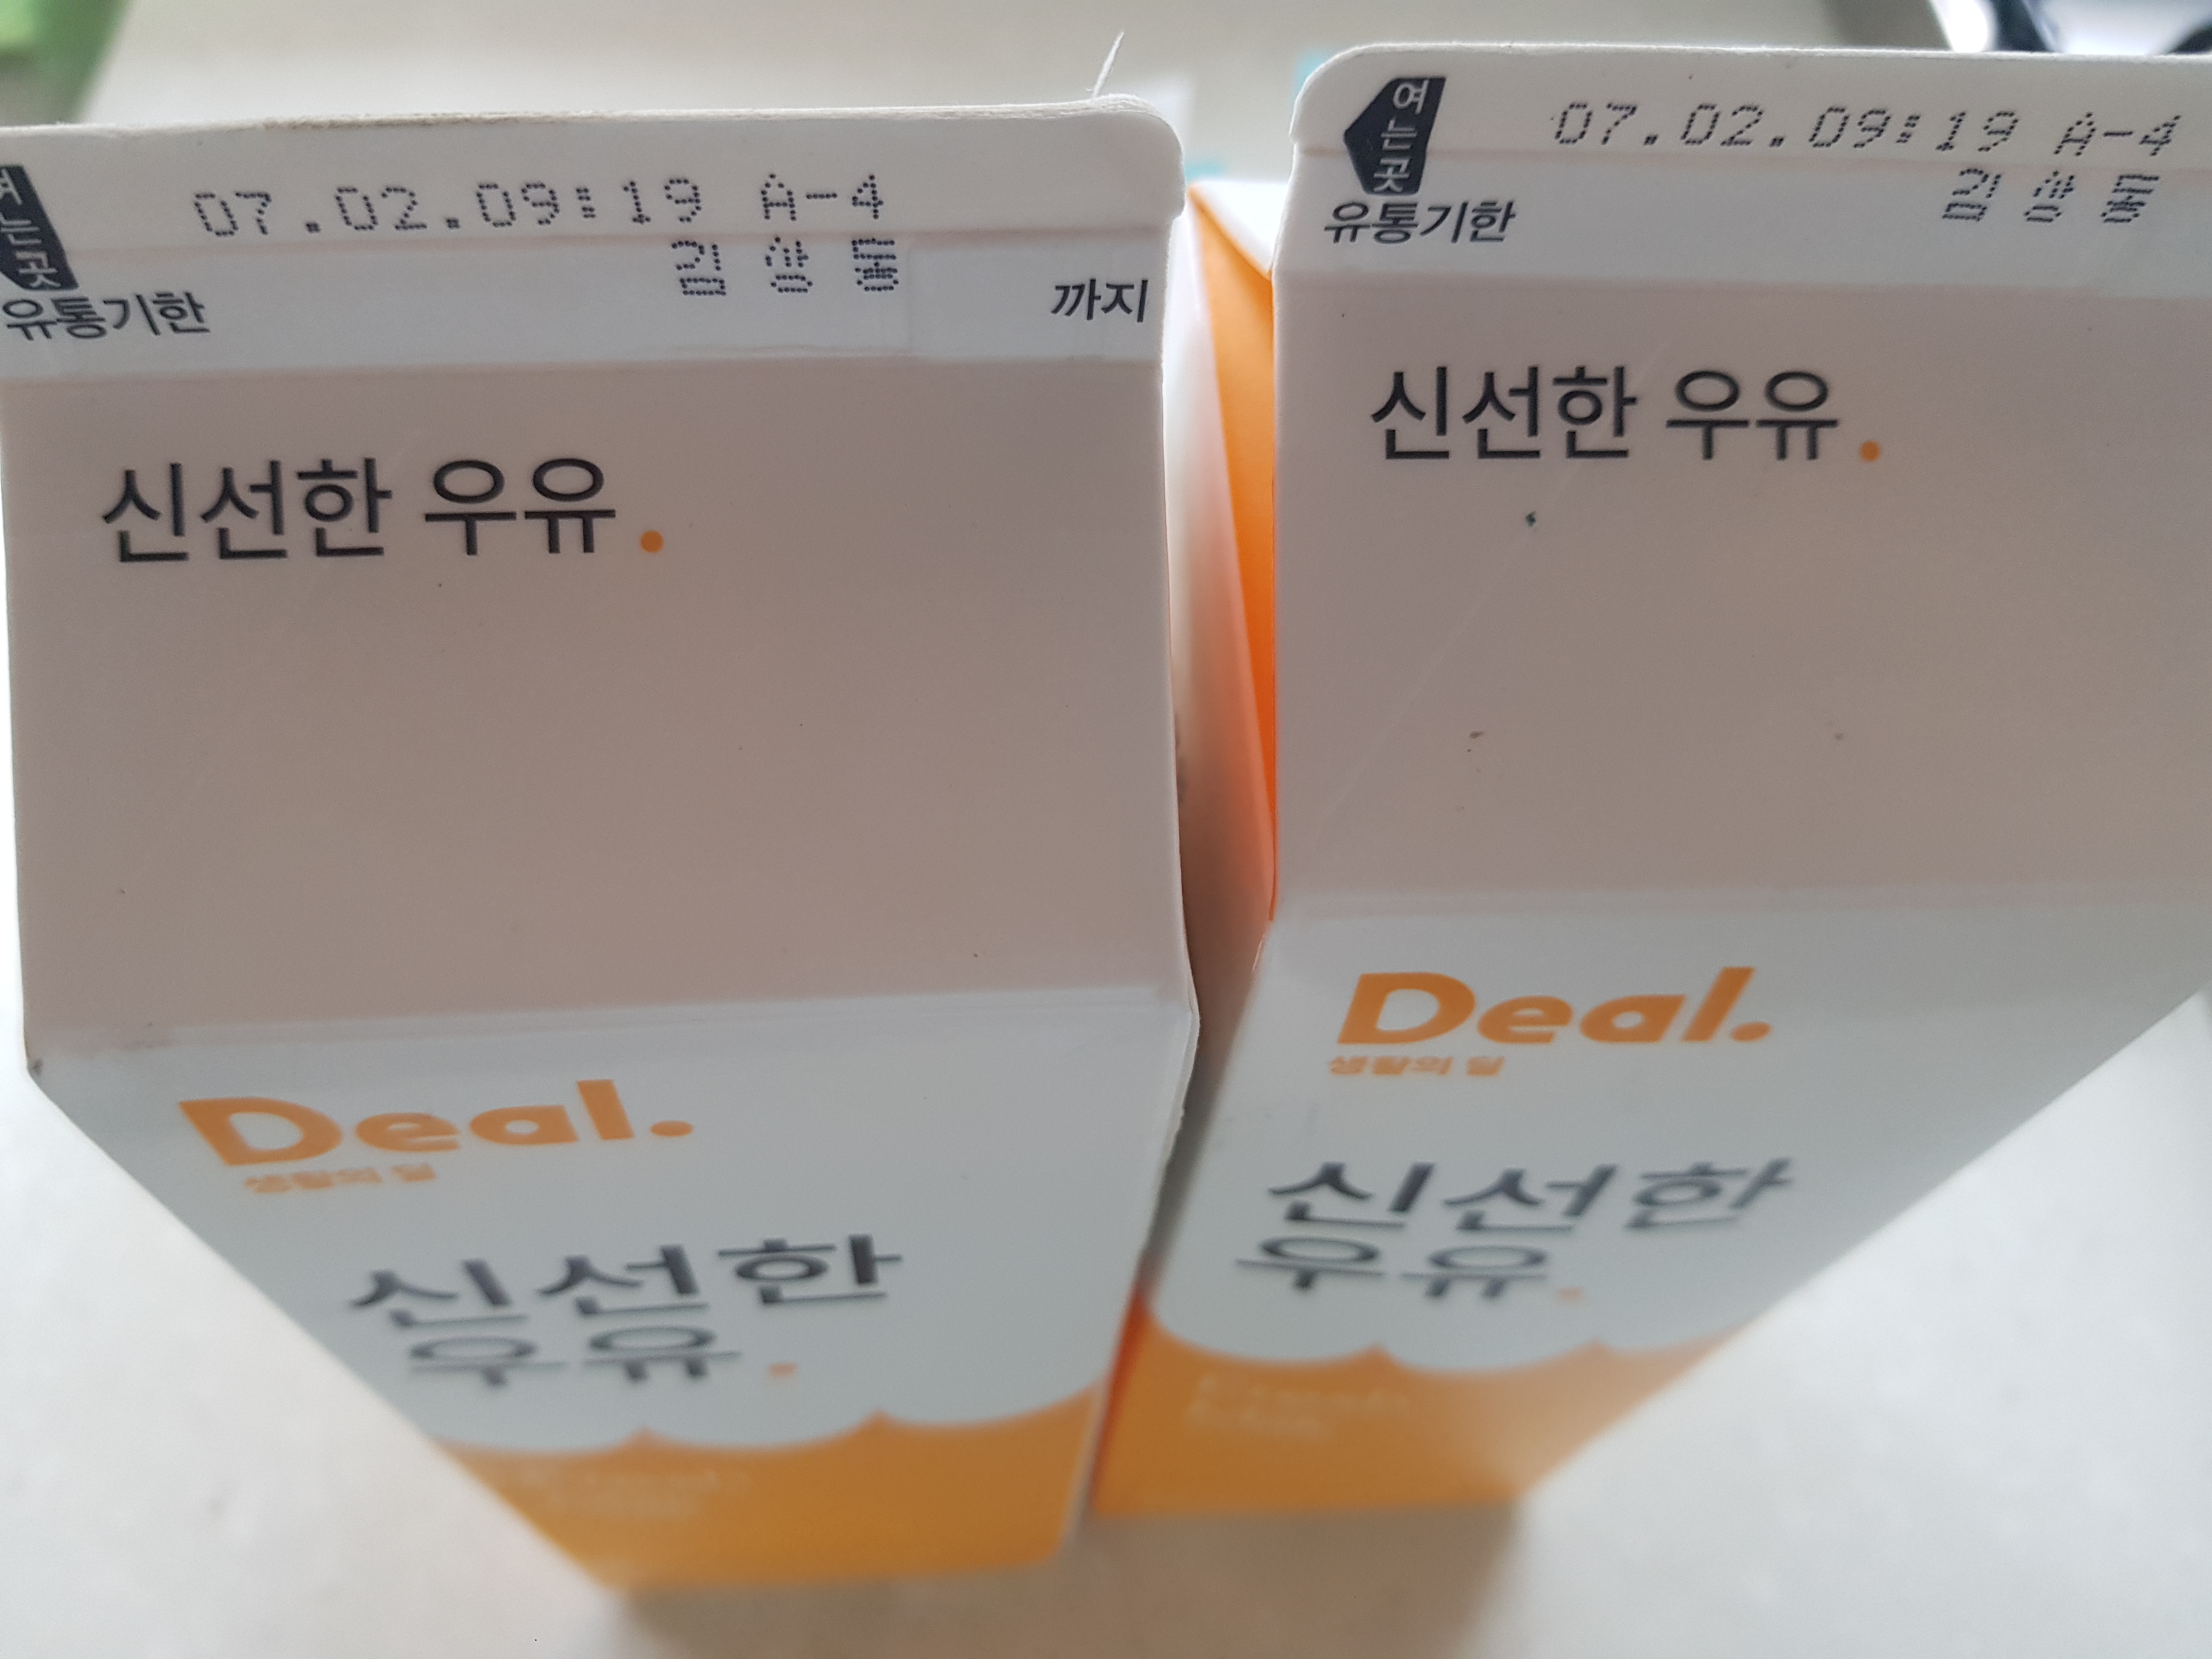 여는곳
07.02.09:19 A-4
김상동
유통기한
까지
신선한 우유.
Deal.
생활의 딜
신선한
우유.
여는곳
07.02.09:19 A-4
김상동
유통기한
신선한 우유.
Deal.
생활의 딜
신선한
우유.